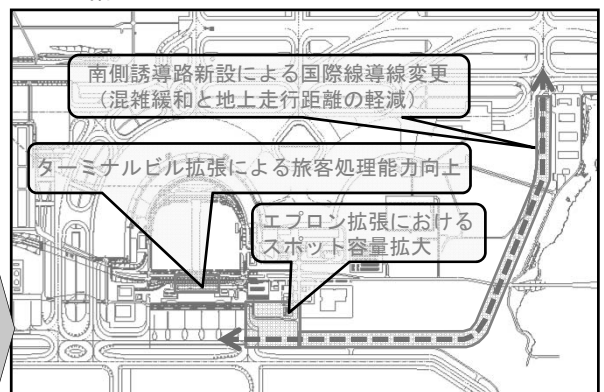 南側誘導路新設による国際線導線変更
（混雑緩和と地上走行距離の軽減）
ターミナルビル拡張による旅客処理能力向上
エプロン拡張における
スポット容量拡大